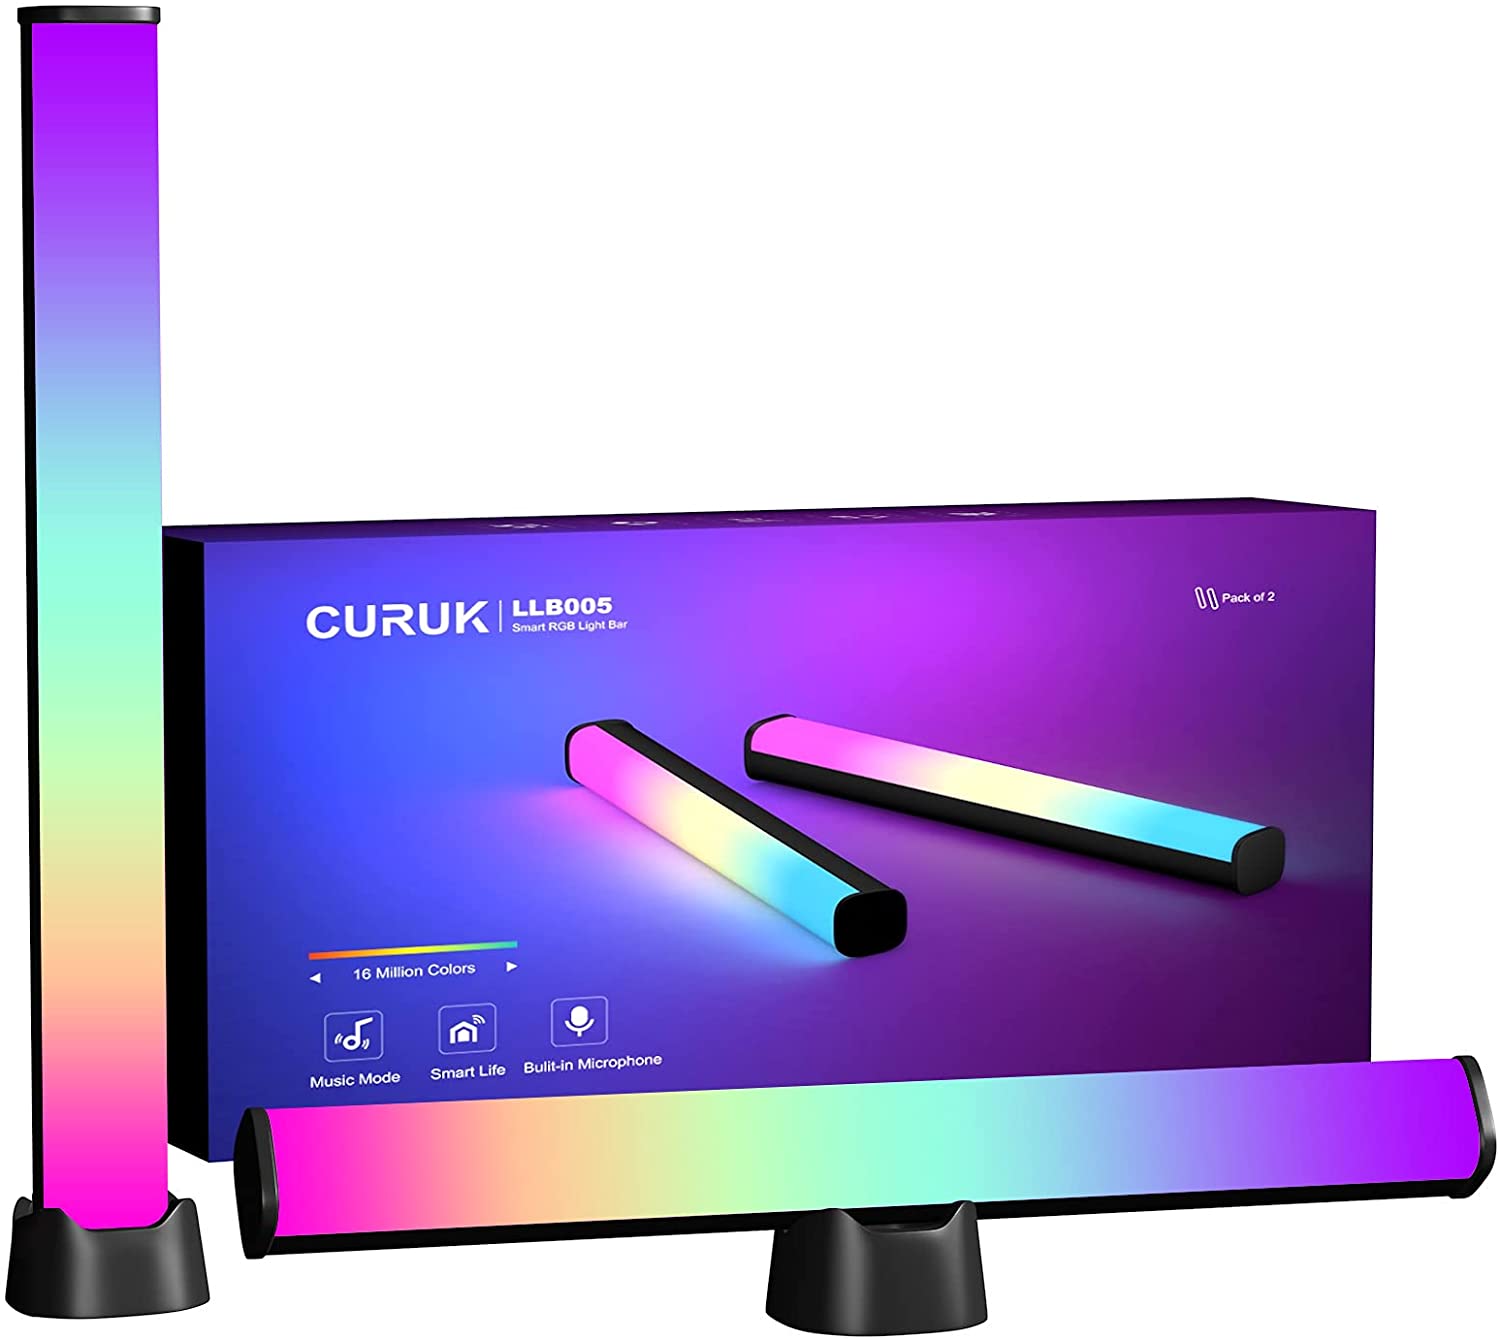 CURUK
LLB005
Smart RGB Light Bar
Pack of 2
16 Million Colors
Music Mode
Smart Life
Bulit-in Microphone